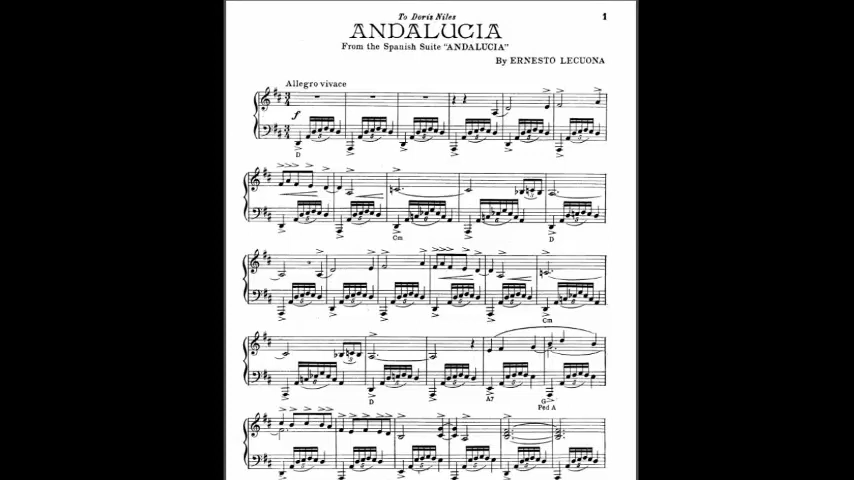 To Doris Niles
1
ANDALUCIA
From the Spanish Suite "ANDALUCIA"
By ERNESTO LECUONA
Allegro vivace
f
D
Cm
D
Cm
D
A7
G
Ped A